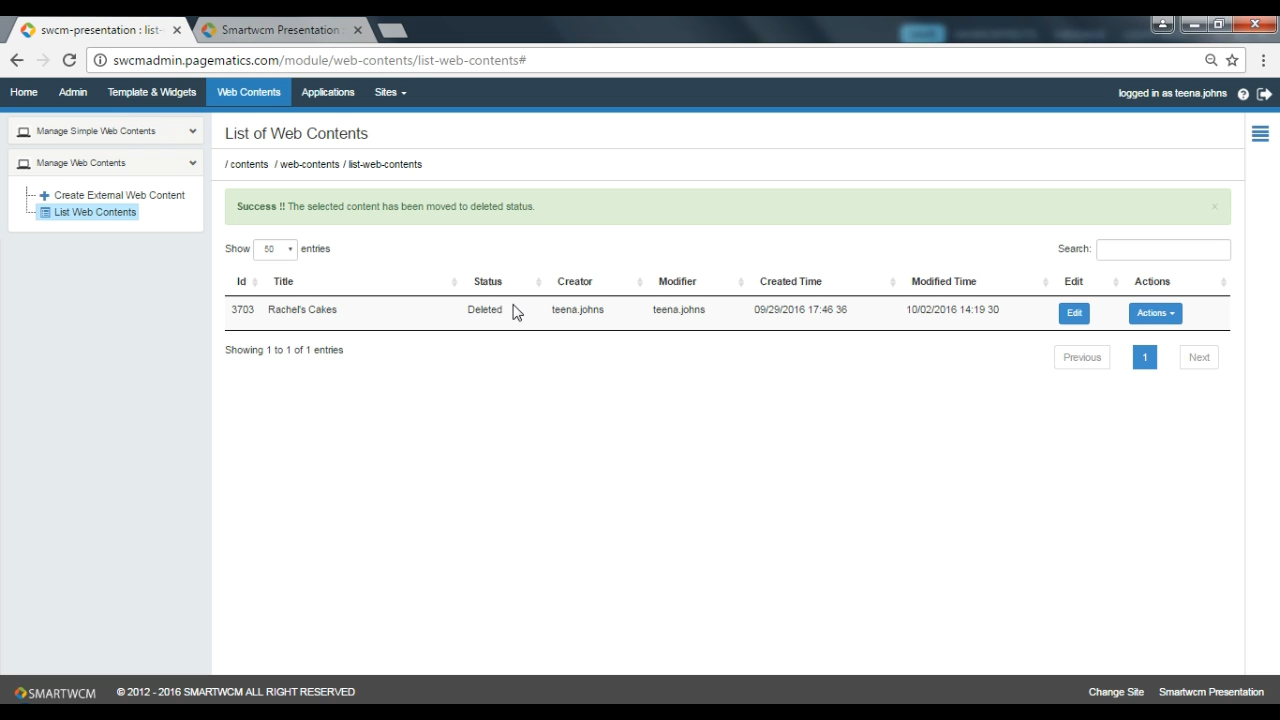 swcm-presentation : list-
Smartwcm Presentation
swcmadmin.pagematics.com/module/web-contents/list-web-contents#
Home Admin Template & Widgets Web Contents Applications Sites logged in as teena.johns
Manage Simple Web Contents
Manage Web Contents
Create External Web Content
List Web Contents
List of Web Contents
/ contents / web-contents / list-web-contents
Success !! The selected content has been moved to deleted status. ×
Show 50 entries Search:
Id Title Status Creator Modifier Created Time Modified Time Edit Actions
3703 Rachel's Cakes Deleted teena.johns teena.johns 09/29/2016 17:46 36 10/02/2016 14:19 30 Edit Actions
Showing 1 to 1 of 1 entries Previous 1 Next
SMARTWCM © 2012 - 2016 SMARTWCM ALL RIGHT RESERVED Change Site Smartwcm Presentation